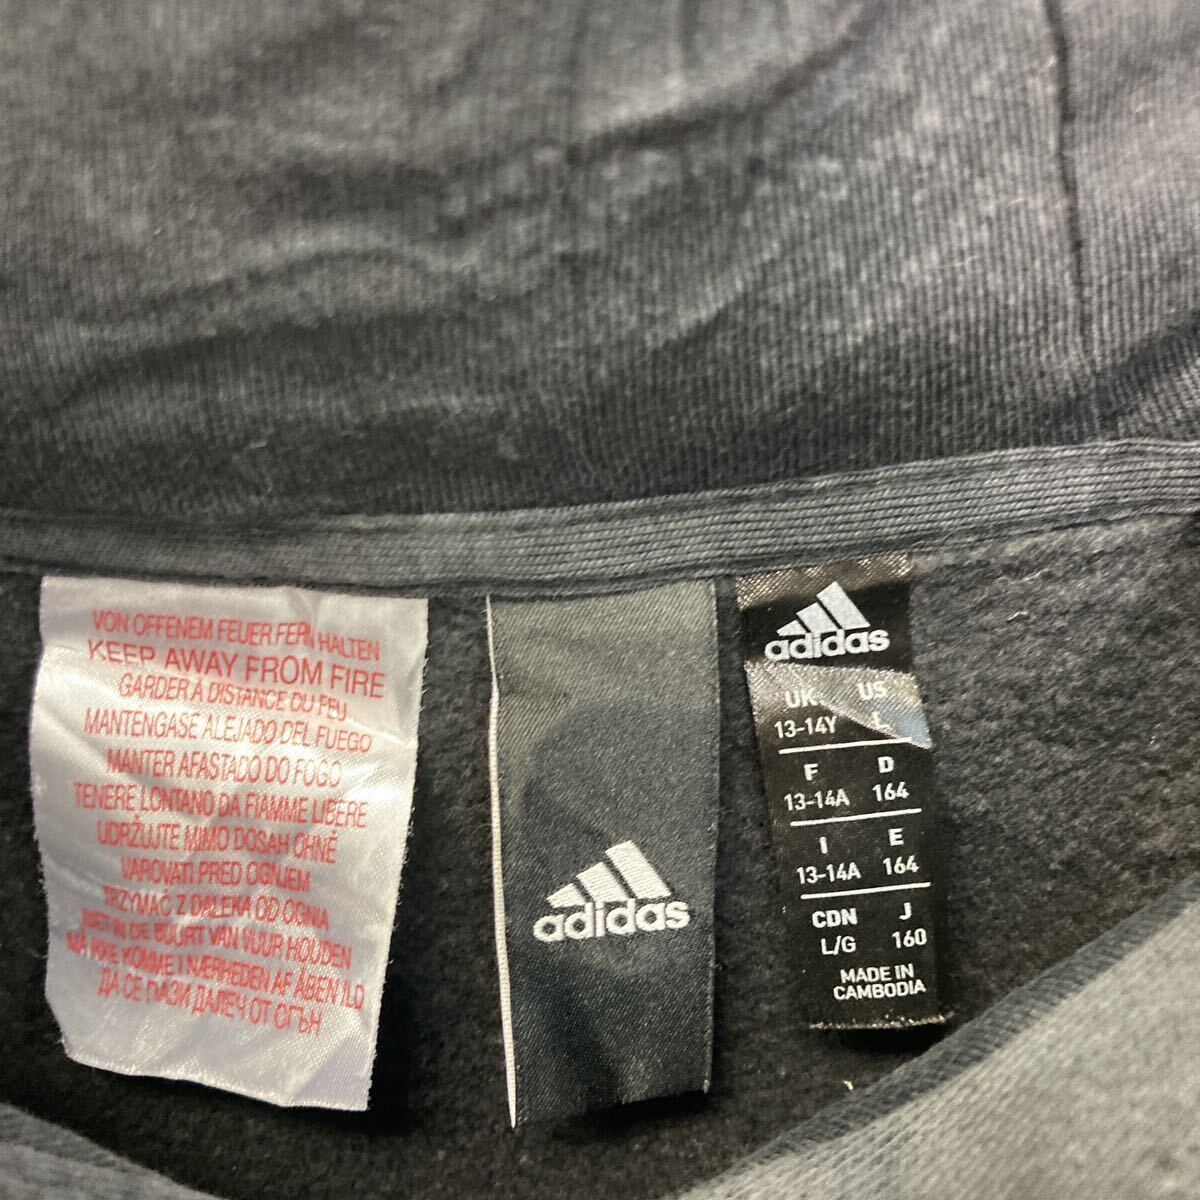 VON OFFENEM FEUER FERN HALTEN
KEEP AWAY FROM FIRE
GARDER A DISTANCE DU FEU
MANTENGASE ALEJADO DEL FUEGO
MANTER AFASTADO DO FOGO
TENERE LONTANO DA FIAMME LIBERE
UDRŽUJTE MIMO DOSAH OHNĚ
VAROVATI PRED OGNJEM
TRZYMAĆ Z DALEKA OD OGNIA
NIET IN DE BUURT VAN VUUR HOUDEN
MÅ IKKE KOMME I NÆRHEDEN AF ÅBEN ILD
ДА СЕ ПАЗИ ДАЛЕЧ ОТ ОГЪН
adidas
adidas
UK US
13-14Y L
F D
13-14A 164
I E
13-14A 164
CDN J
L/G 160
MADE IN
CAMBODIA